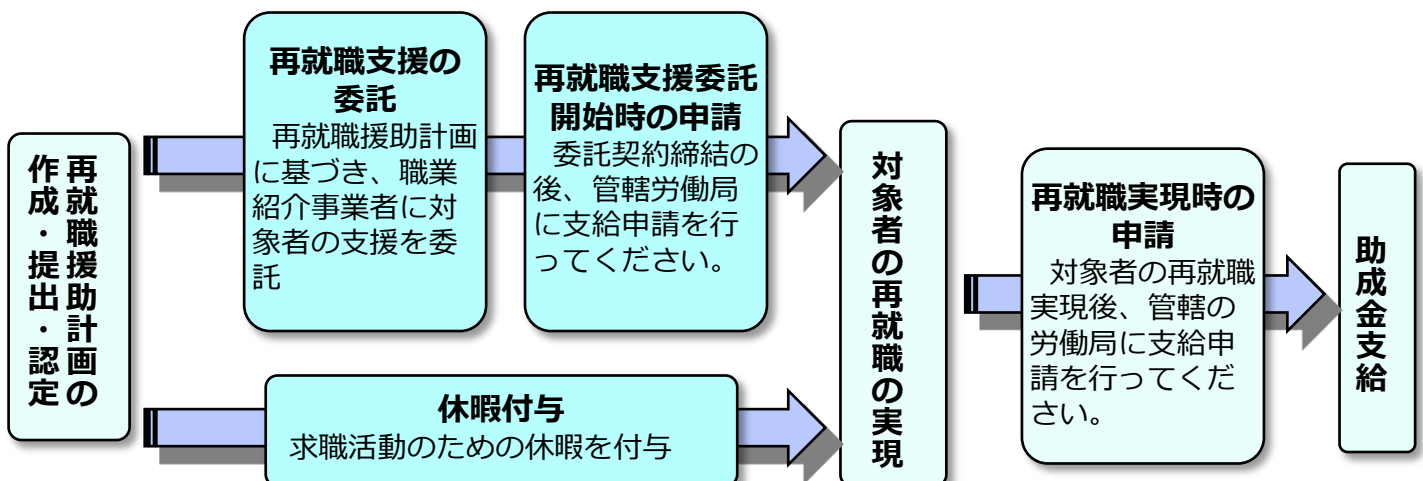 再就職援助計画の
作成・提出・認定
再就職支援の
委託
再就職援助計画
に基づき、職業
紹介事業者に対
象者の支援を委
託
再就職支援委託
開始時の申請
委託契約締結の
後、管轄労働局
に支給申請を行
ってください。
休暇付与
求職活動のための休暇を付与
対象者の再就職の実現
再就職実現時の
申請
対象者の再就職
実現後、管轄の
労働局に支給申
請を行ってくだ
さい。
助成金支給